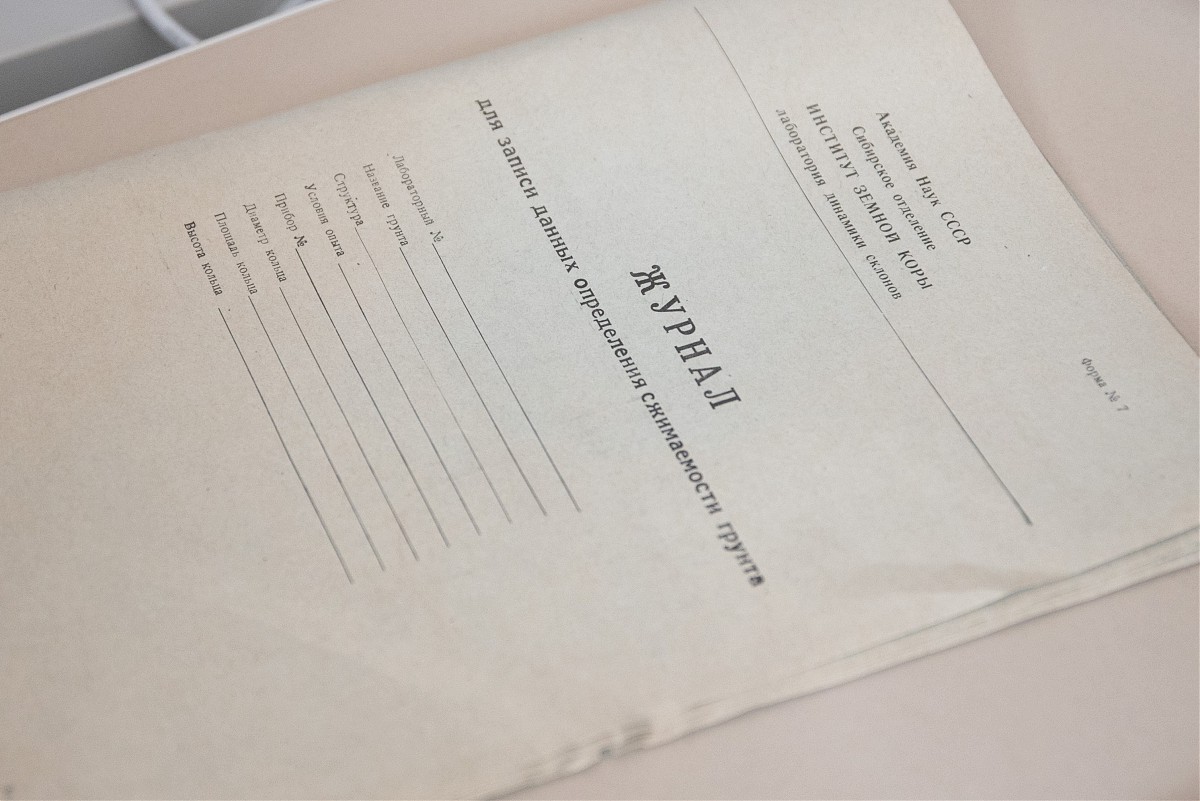 Форма № 7
Академия Наук СССР
Сибирское отделение
ИНСТИТУТ ЗЕМНОЙ КОРЫ
лаборатория динамики склонов
ЖУРНАЛ
для записи данных определения сжимаемости грунта
Лабораторный №
Название грунта
Структура
Условия опыта
Прибор №
Диаметр кольца
Площадь кольца
Высота кольца